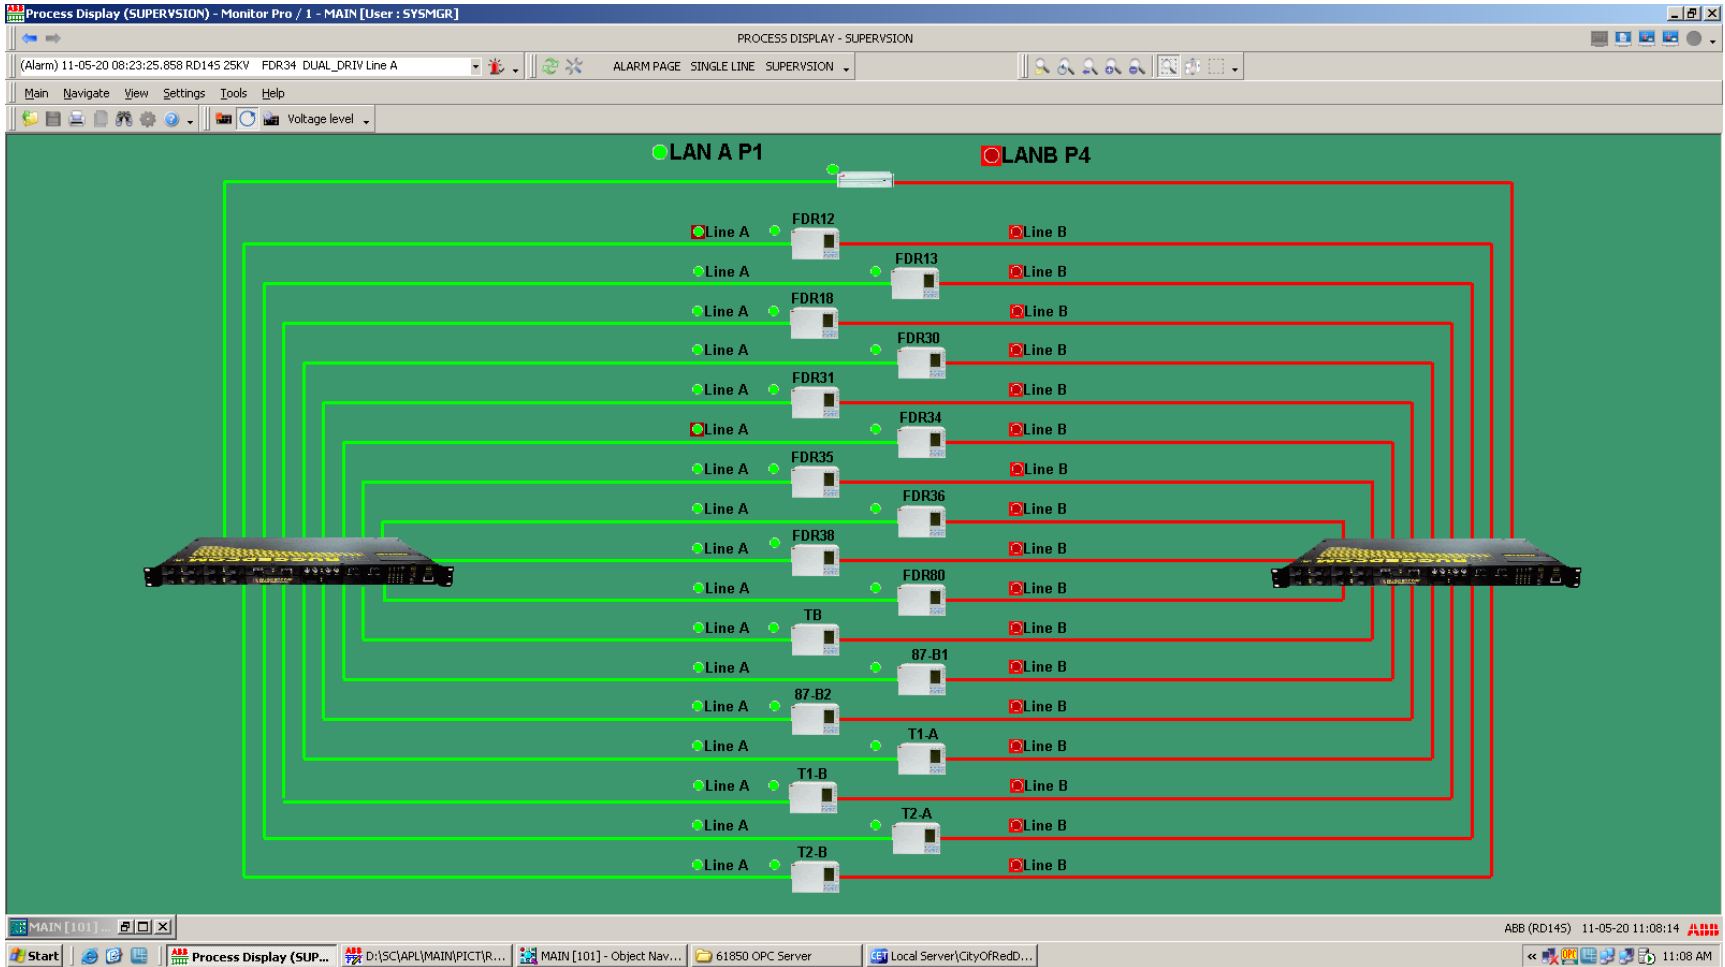 Process Display (SUPERVSION) - Monitor Pro / 1 - MAIN [User : SYSMGR]
PROCESS DISPLAY - SUPERVSION
(Alarm) 11-05-20 08:23:25.858 RD14S 25KV FDR34 DUAL_DRIV Line A
ALARM PAGE SINGLE LINE SUPERVSION
Main Navigate View Settings Tools Help
Voltage level
LAN A P1
LANB P4
Line A FDR12 Line B
Line A FDR13 Line B
Line A FDR18 Line B
Line A FDR30 Line B
Line A FDR31 Line B
Line A FDR34 Line B
Line A FDR35 Line B
Line A FDR36 Line B
Line A FDR38 Line B
Line A FDR80 Line B
Line A TB Line B
Line A 87-B1 Line B
Line A 87-B2 Line B
Line A T1-A Line B
Line A T1-B Line B
Line A T2-A Line B
Line A T2-B Line B
RUGGEDCOM
RUGGEDCOM
MAIN [101] ...
ABB (RD14S) 11-05-20 11:08:14 ABB
Start
Process Display (SUP...
D:\SC\APL\MAIN\PICT\R...
MAIN [101] - Object Nav...
61850 OPC Server
Local Server\CityOfRedD...
11:08 AM